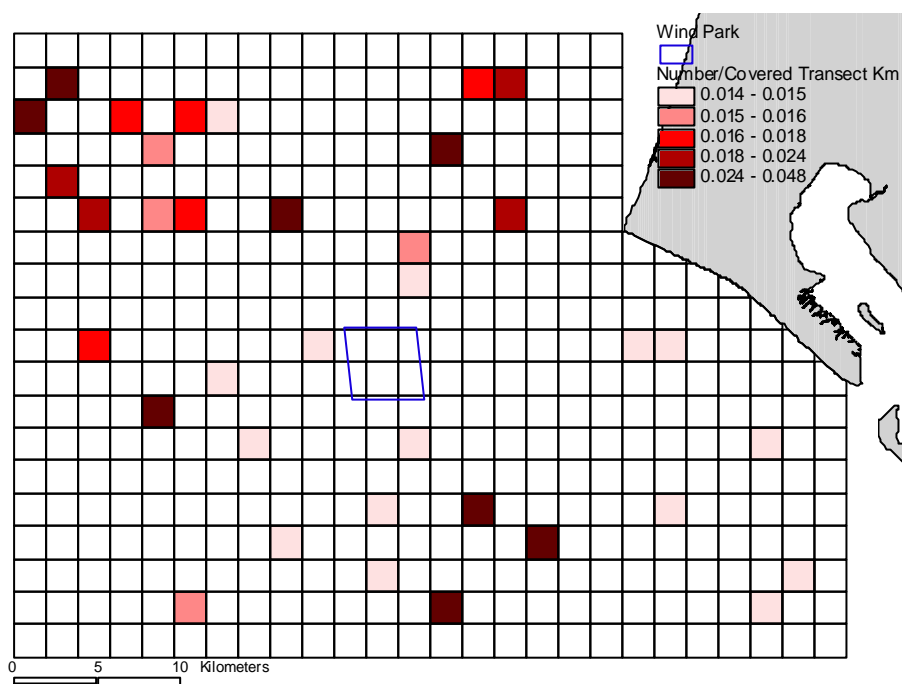 Wind Park
Number/Covered Transect Km
0.014 - 0.015
0.015 - 0.016
0.016 - 0.018
0.018 - 0.024
0.024 - 0.048
0 5 10 Kilometers